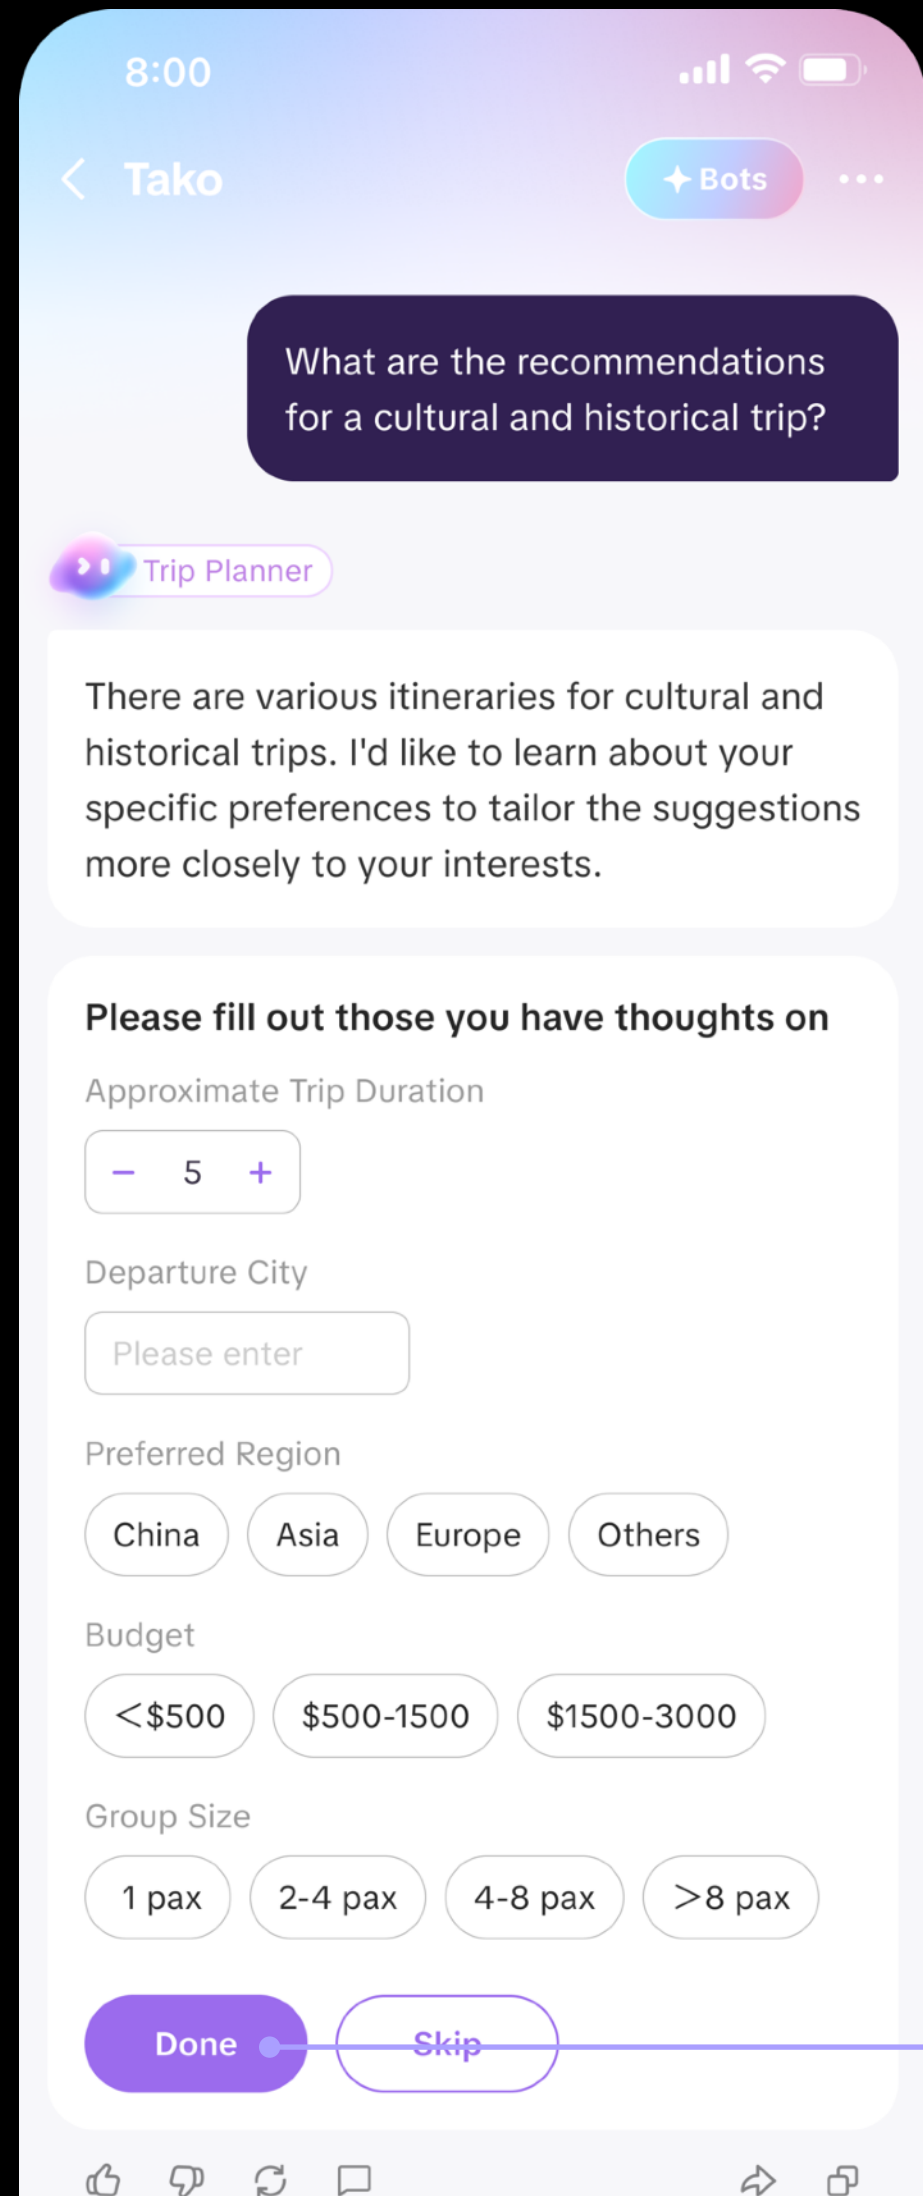 8:00
Tako
Bots
What are the recommendations
for a cultural and historical trip?
Trip Planner
There are various itineraries for cultural and
historical trips. I'd like to learn about your
specific preferences to tailor the suggestions
more closely to your interests.
Please fill out those you have thoughts on
Approximate Trip Duration
− 5 +
Departure City
Please enter
Preferred Region
China Asia Europe Others
Budget
<$500 $500-1500 $1500-3000
Group Size
1 pax 2-4 pax 4-8 pax >8 pax
Done Skip